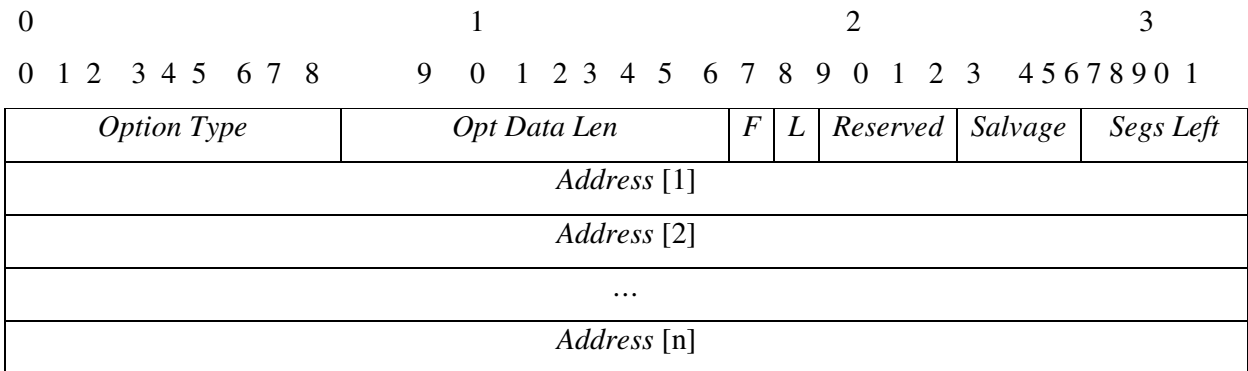 0 1 2 3
0 1 2 3 4 5 6 7 8 9 0 1 2 3 4 5 6 7 8 9 0 1 2 3 4 5 6 7 8 9 0 1
Option Type Opt Data Len F L Reserved Salvage Segs Left
Address [1]
Address [2]
...
Address [n]